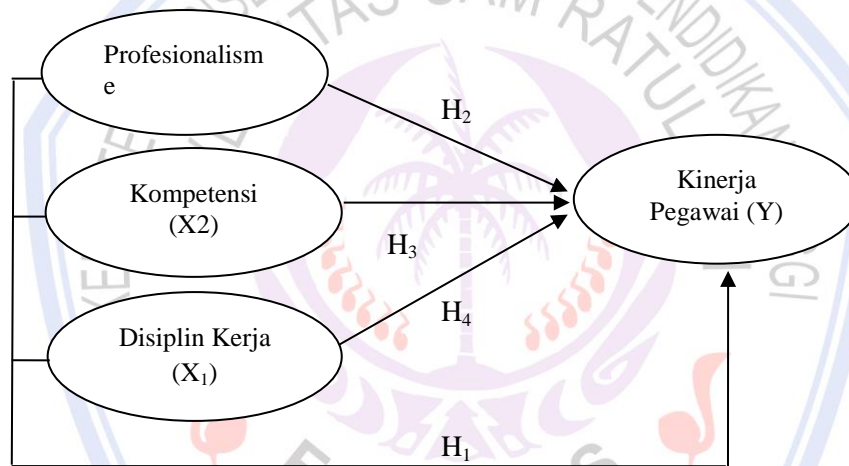 Profesionalism
e
H₂
Kompetensi
(X2)
Kinerja
Pegawai (Y)
H₃
H₄
Disiplin Kerja
(X₁)
H₁